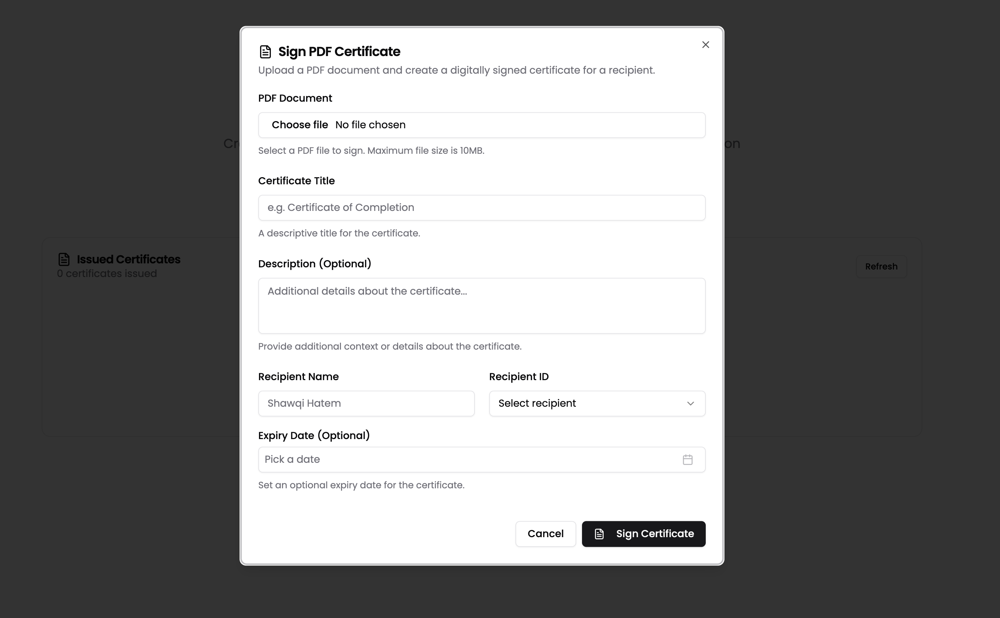 Sign PDF Certificate
Upload a PDF document and create a digitally signed certificate for a recipient.
PDF Document
Choose file No file chosen
Select a PDF file to sign. Maximum file size is 10MB.
Certificate Title
e.g. Certificate of Completion
A descriptive title for the certificate.
Issued Certificates
0 certificates issued
Refresh
Description (Optional)
Additional details about the certificate...
Provide additional context or details about the certificate.
Recipient Name
Recipient ID
Shawqi Hatem
Select recipient
Expiry Date (Optional)
Pick a date
Set an optional expiry date for the certificate.
Cancel
Sign Certificate